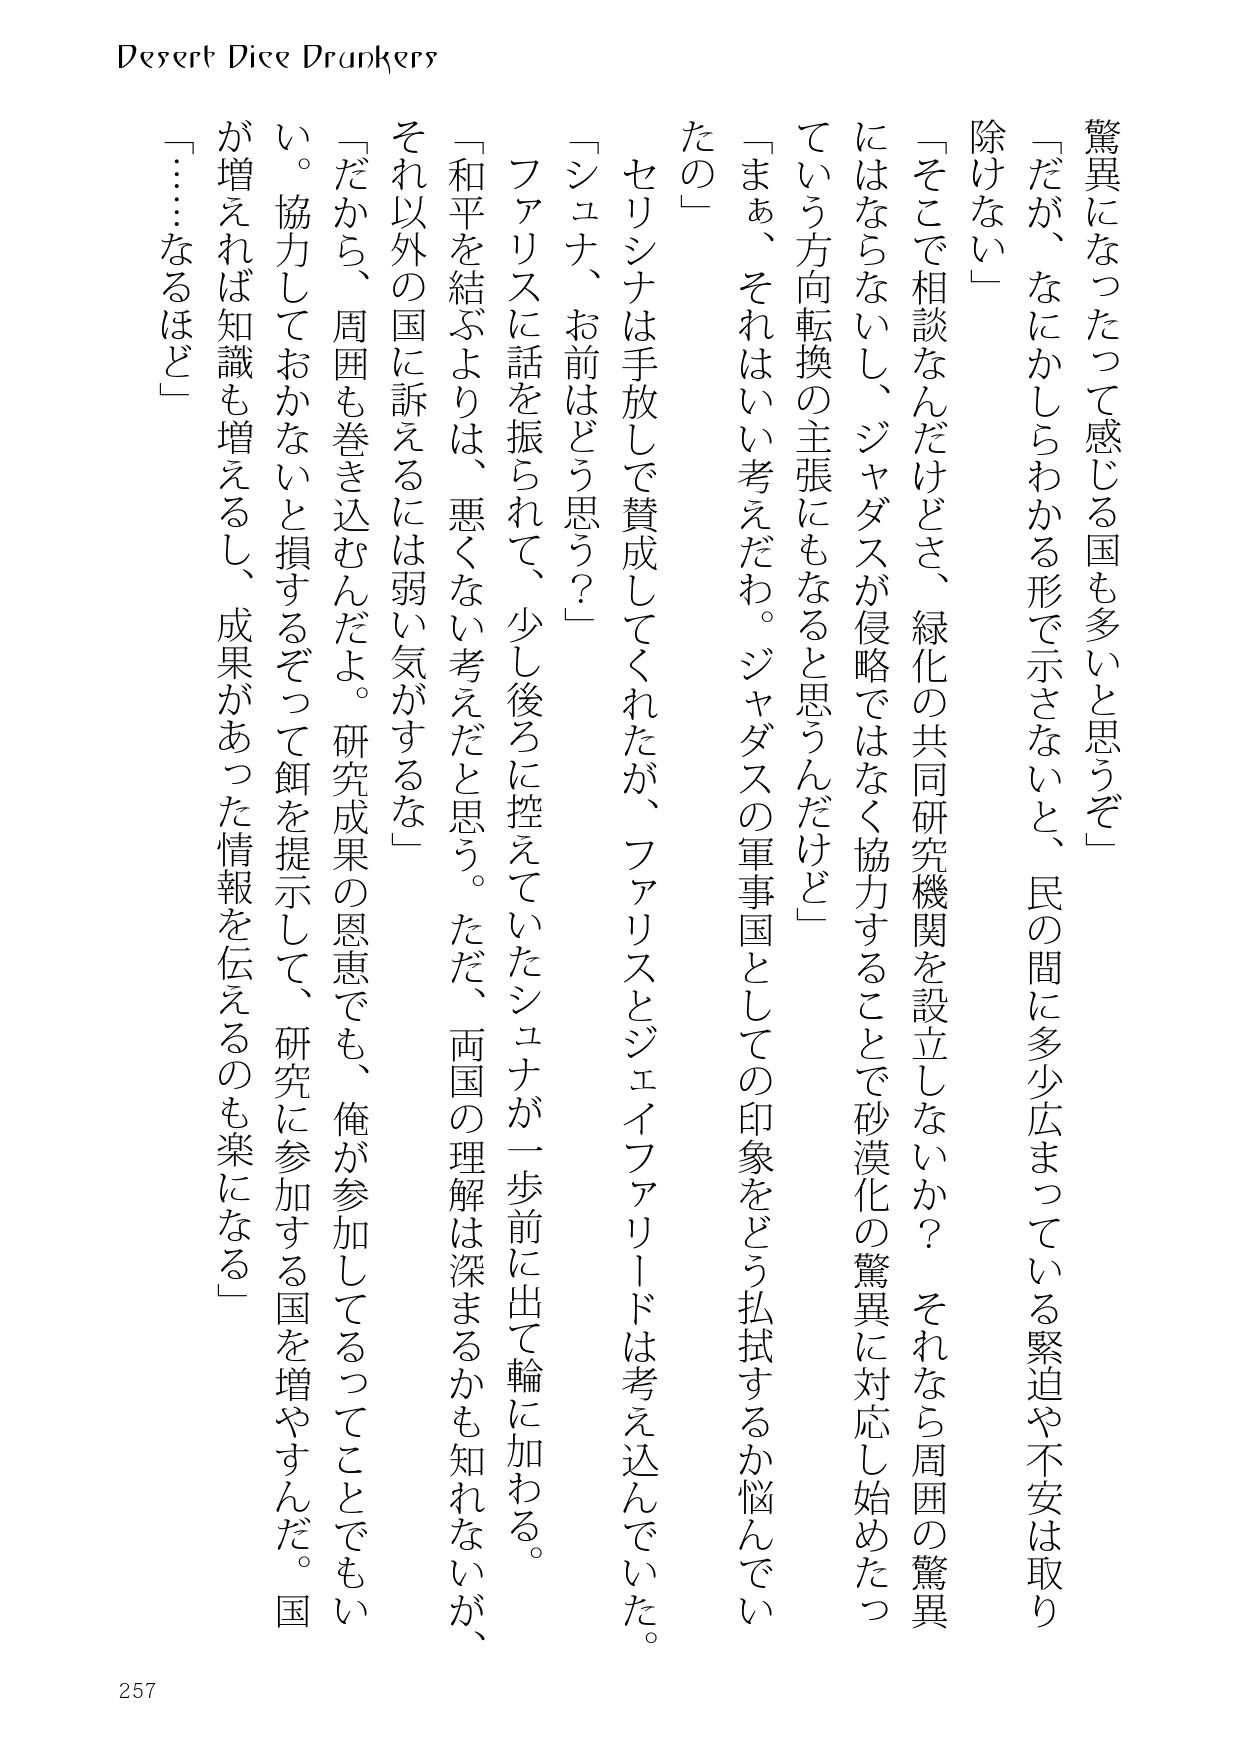 Desert Dice Drunkers
驚異になったって感じる国も多いと思うぞ」
「だが、なにかしらわかる形で示さないと、民の間に多少広まっている緊迫や不安は取り
除けない」
「そこで相談なんだけどさ、緑化の共同研究機関を設立しないか？　それなら周囲の驚異
にはならないし、ジャダスが侵略ではなく協力することで砂漠化の驚異に対応し始めたっ
ていう方向転換の主張にもなると思うんだけど」
「まぁ、それはいい考えだわ。ジャダスの軍事国としての印象をどう払拭するか悩んでい
たの」
　セリシナは手放しで賛成してくれたが、ファリスとジェイファリードは考え込んでいた。
「シュナ、お前はどう思う？」
　ファリスに話を振られて、少し後ろに控えていたシュナが一歩前に出て輪に加わる。
「和平を結ぶよりは、悪くない考えだと思う。ただ、両国の理解は深まるかも知れないが、
それ以外の国に訴えるには弱い気がするな」
「だから、周囲も巻き込むんだよ。研究成果の恩恵でも、俺が参加してるってことでもい
い。協力しておかないと損するぞって餌を提示して、研究に参加する国を増やすんだ。国
が増えれば知識も増えるし、成果があった情報を伝えるのも楽になる」
「……なるほど」
257